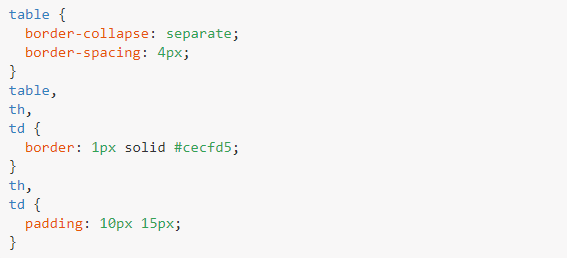 table {
  border-collapse: separate;
  border-spacing: 4px;
}
table,
th,
td {
  border: 1px solid #cecfd5;
}
th,
td {
  padding: 10px 15px;
}